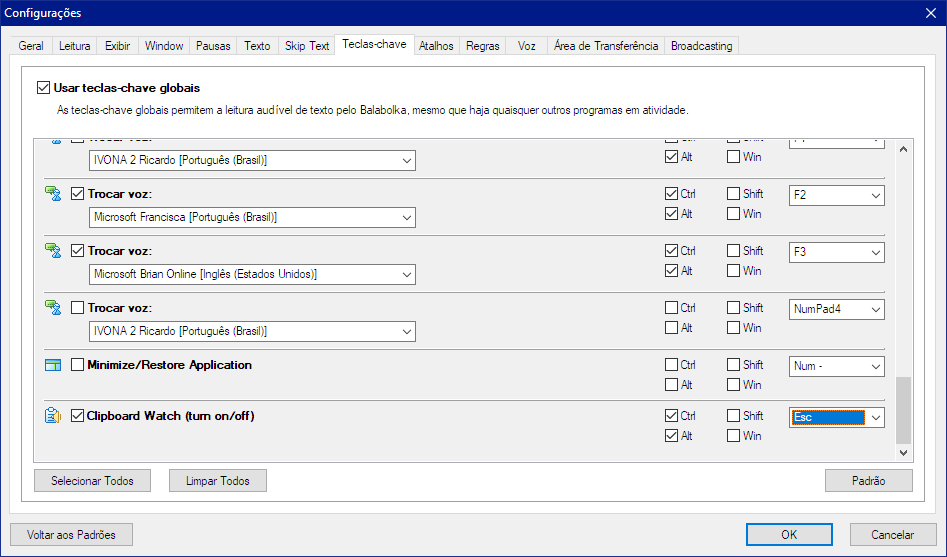 Configurações
Geral Leitura Exibir Window Pausas Texto Skip Text Teclas-chave Atalhos Regras Voz Área de Transferência Broadcasting
Usar teclas-chave globais
As teclas-chave globais permitem a leitura audível de texto pelo Balabolka, mesmo que haja quaisquer outros programas em atividade.
Trocar voz: Ctrl Shift
IVONA 2 Ricardo [Português (Brasil)] Alt Win
Trocar voz: Ctrl Shift F2
Microsoft Francisca [Português (Brasil)] Alt Win
Trocar voz: Ctrl Shift F3
Microsoft Brian Online [Inglês (Estados Unidos)] Alt Win
Trocar voz: Ctrl Shift NumPad4
IVONA 2 Ricardo [Português (Brasil)] Alt Win
Minimize/Restore Application Ctrl Shift Num -
Alt Win
Clipboard Watch (turn on/off) Ctrl Shift Esc
Alt Win
Selecionar Todos Limpar Todos Padrão
Voltar aos Padrões OK Cancelar